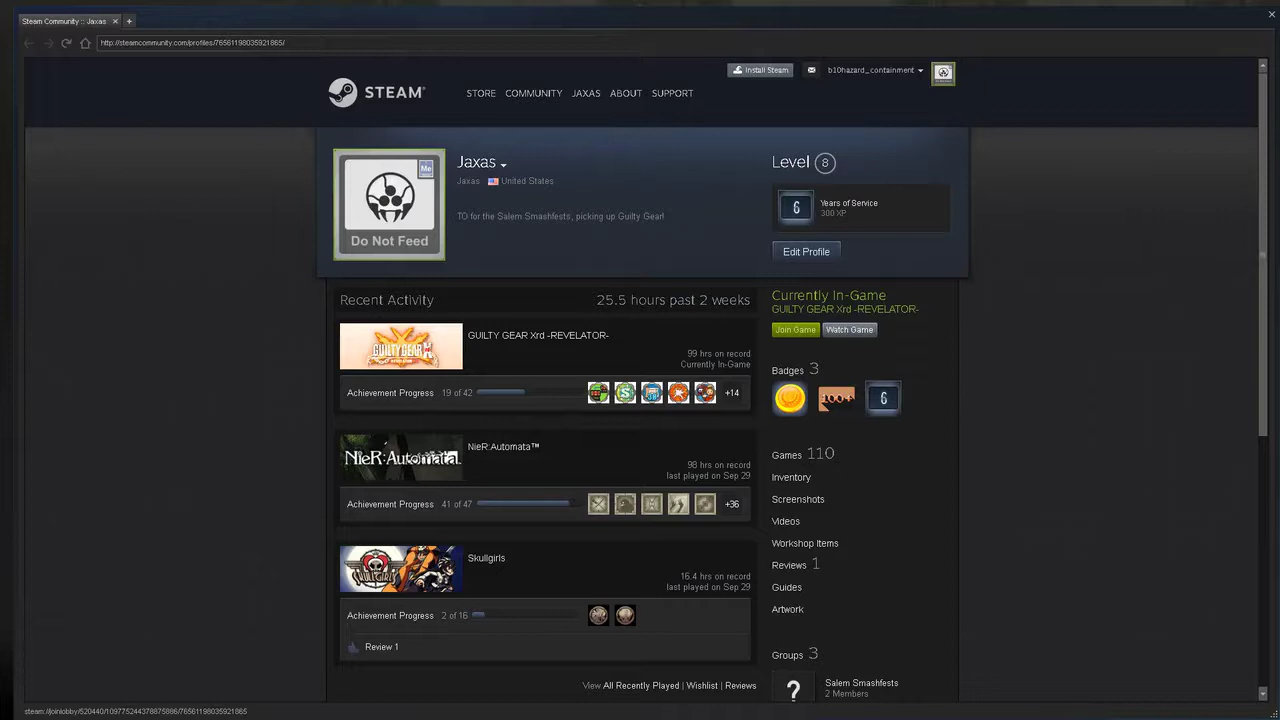 Steam Community :: Jaxas
http://steamcommunity.com/profiles/76561198035921865/
Install Steam
b10hazard_containment
STEAM
STORE COMMUNITY JAXAS ABOUT SUPPORT
Me
Do Not Feed
Jaxas
Jaxas United States
TO for the Salem Smashfests, picking up Guilty Gear!
Level 8
6
Years of Service
300 XP
Edit Profile
Recent Activity 25.5 hours past 2 weeks
GUILTY GEAR
GUILTY GEAR Xrd -REVELATOR-
99 hrs on record
Currently In-Game
Achievement Progress 19 of 42 +14
NieR:Automata
NieR:Automata™
98 hrs on record
last played on Sep 29
Achievement Progress 41 of 47 +36
SKULLGIRLS
Skullgirls
16.4 hrs on record
last played on Sep 29
Achievement Progress 2 of 16
Review 1
View All Recently Played | Wishlist | Reviews
Currently In-Game
GUILTY GEAR Xrd -REVELATOR-
Join Game Watch Game
Badges 3
100+ 6
Games 110
Inventory
Screenshots
Videos
Workshop Items
Reviews 1
Guides
Artwork
Groups 3
?
Salem Smashfests
2 Members
steam://joinlobby/520440/109775244378875886/76561198035921865